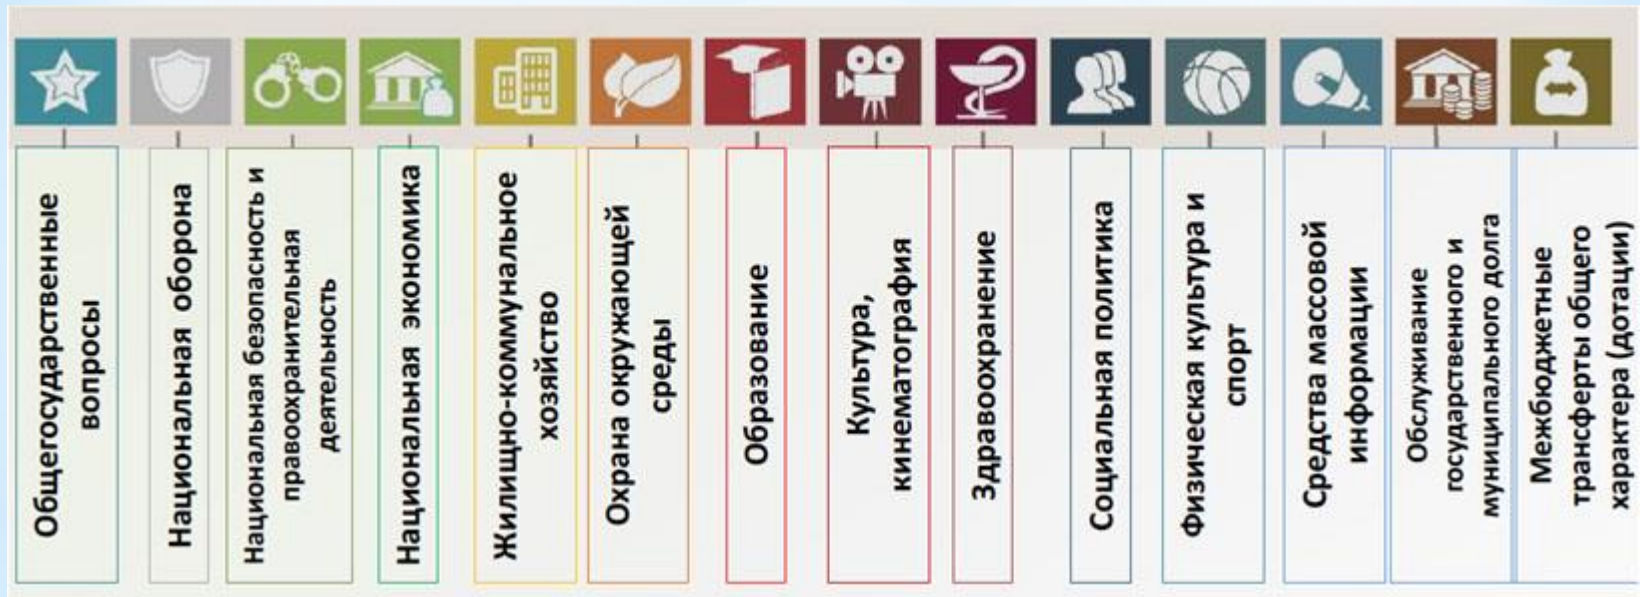 Общегосударственные
вопросы
Национальная оборона
Национальная безопасность и
правоохранительная
деятельность
Национальная экономика
Жилищно-коммунальное
хозяйство
Охрана окружающей
среды
Образование
Культура,
кинематография
Здравоохранение
Социальная политика
Физическая культура и
спорт
Средства массовой
информации
Обслуживание
государственного и
муниципального долга
Межбюджетные
трансферты общего
характера (дотации)